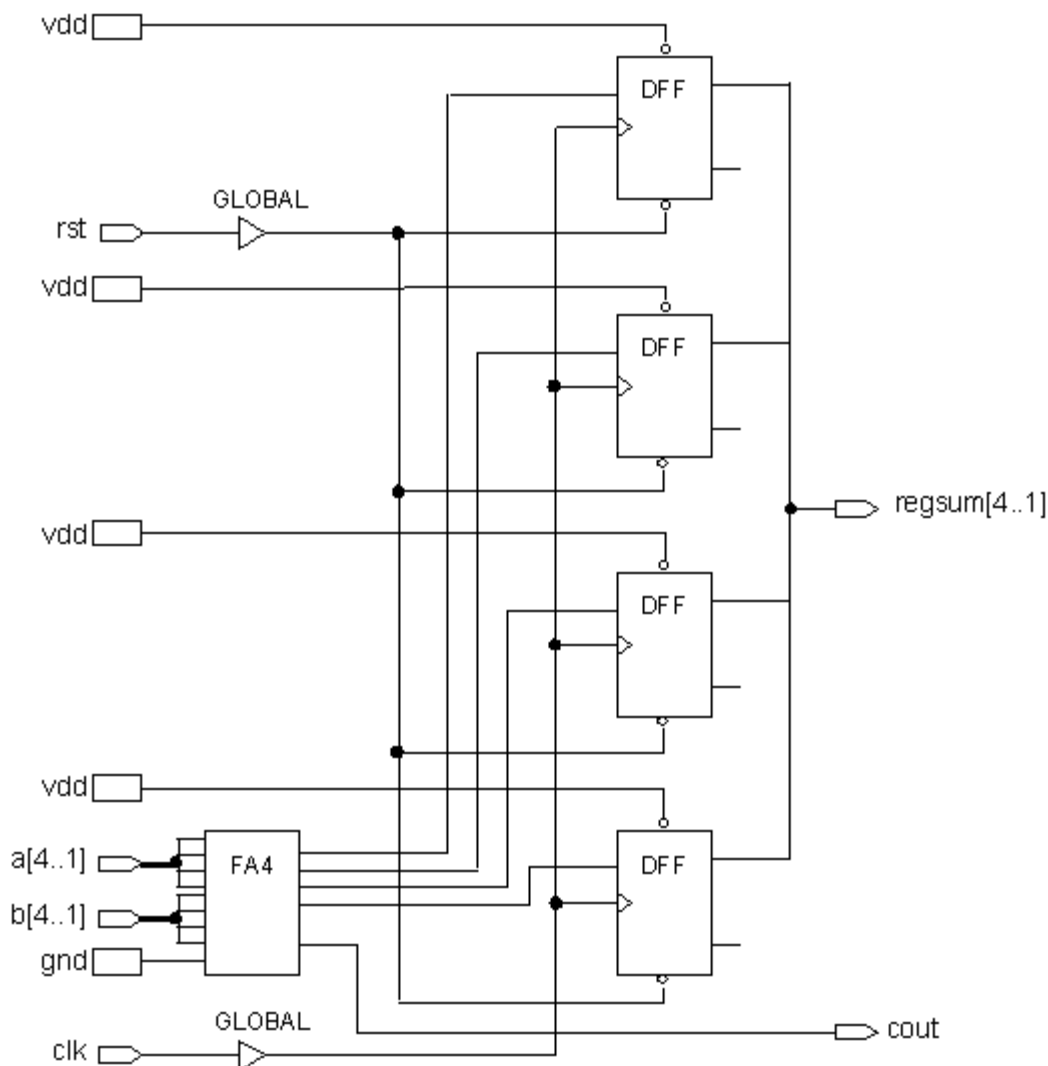 vdd
DFF
GLOBAL
rst
vdd
DFF
regsum[4..1]
vdd
DFF
vdd
a[4..1]
FA4
DFF
b[4..1]
gnd
GLOBAL
cout
clk